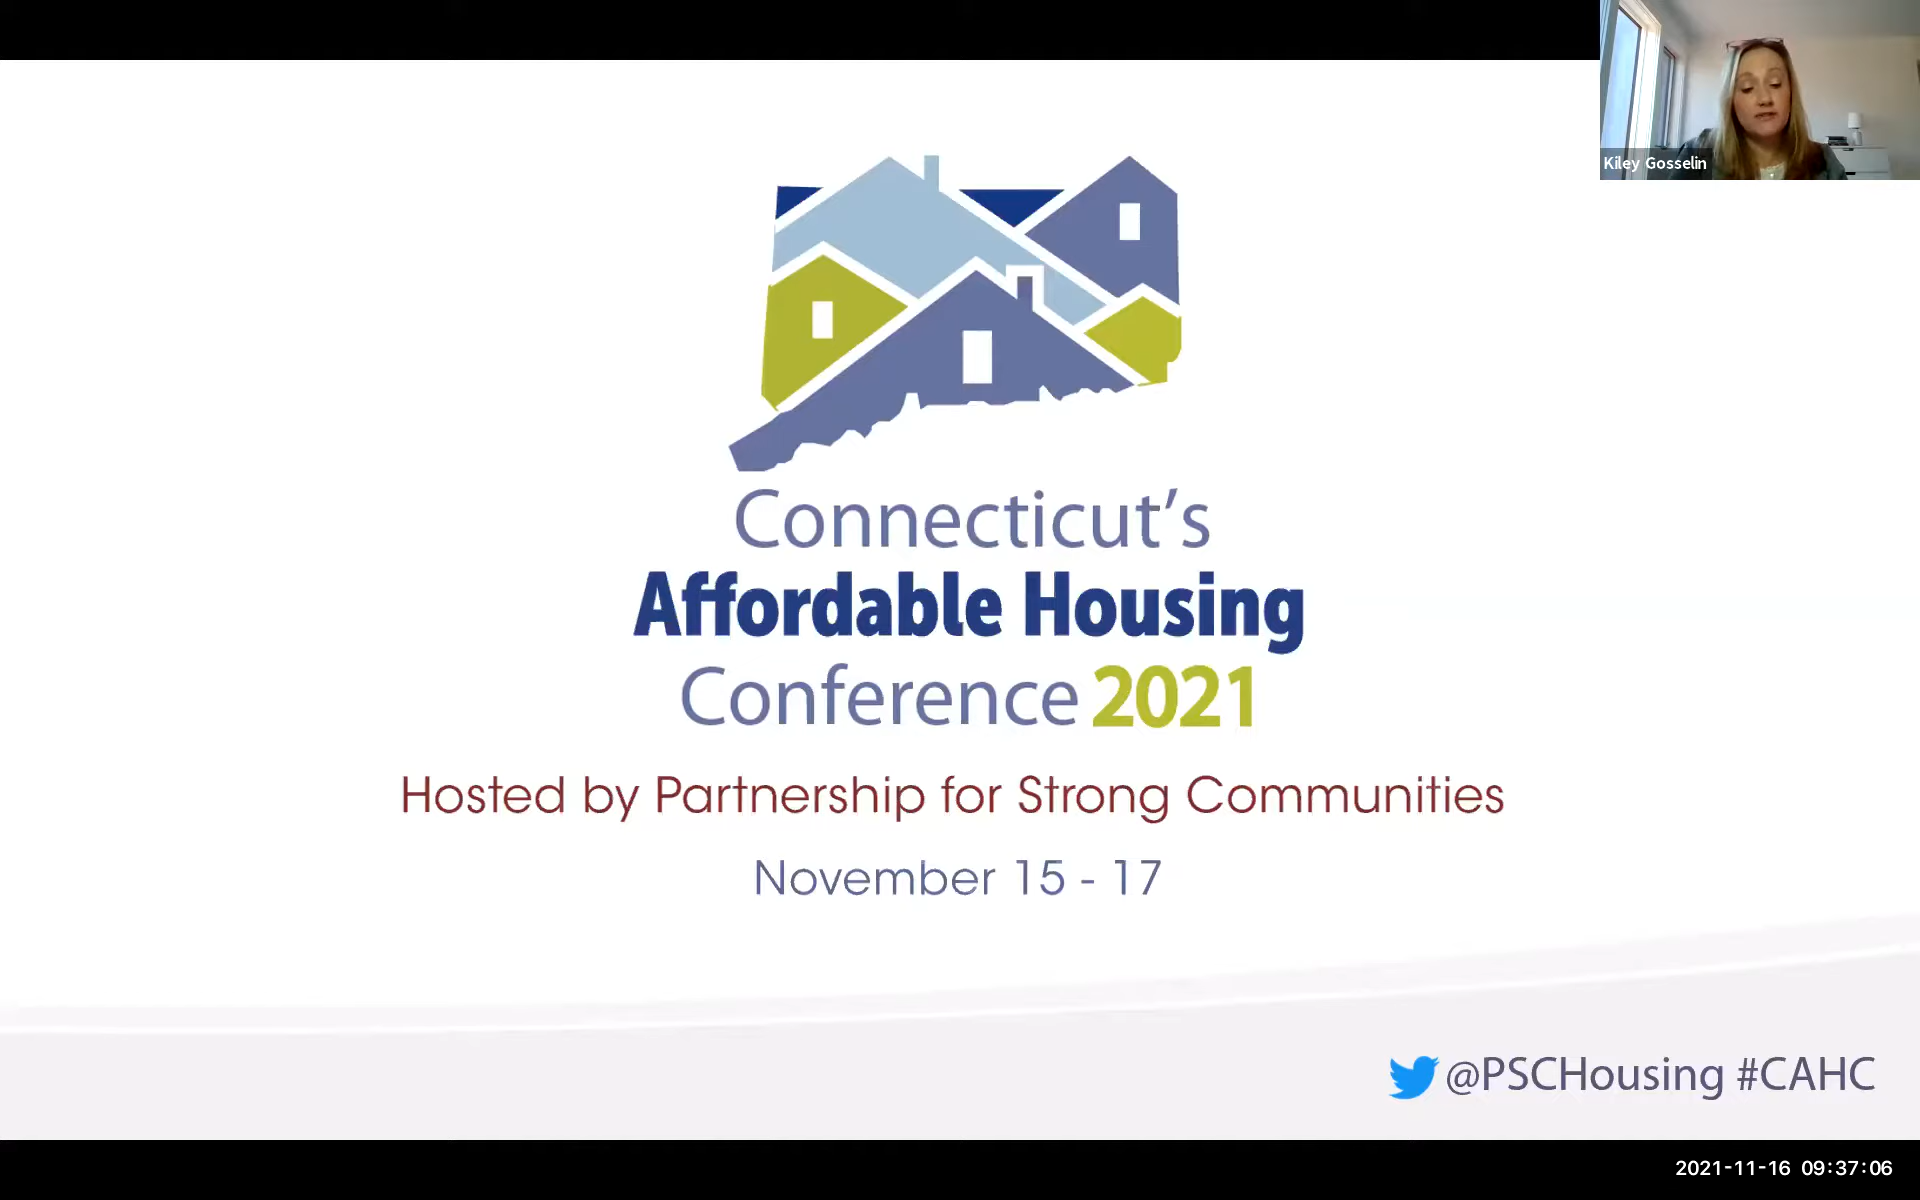 Kiley Gosselin
Connecticut's
Affordable Housing
Conference 2021
Hosted by Partnership for Strong Communities
November 15 - 17
@PSCHousing #CAHC
2021-11-16 09:37:06